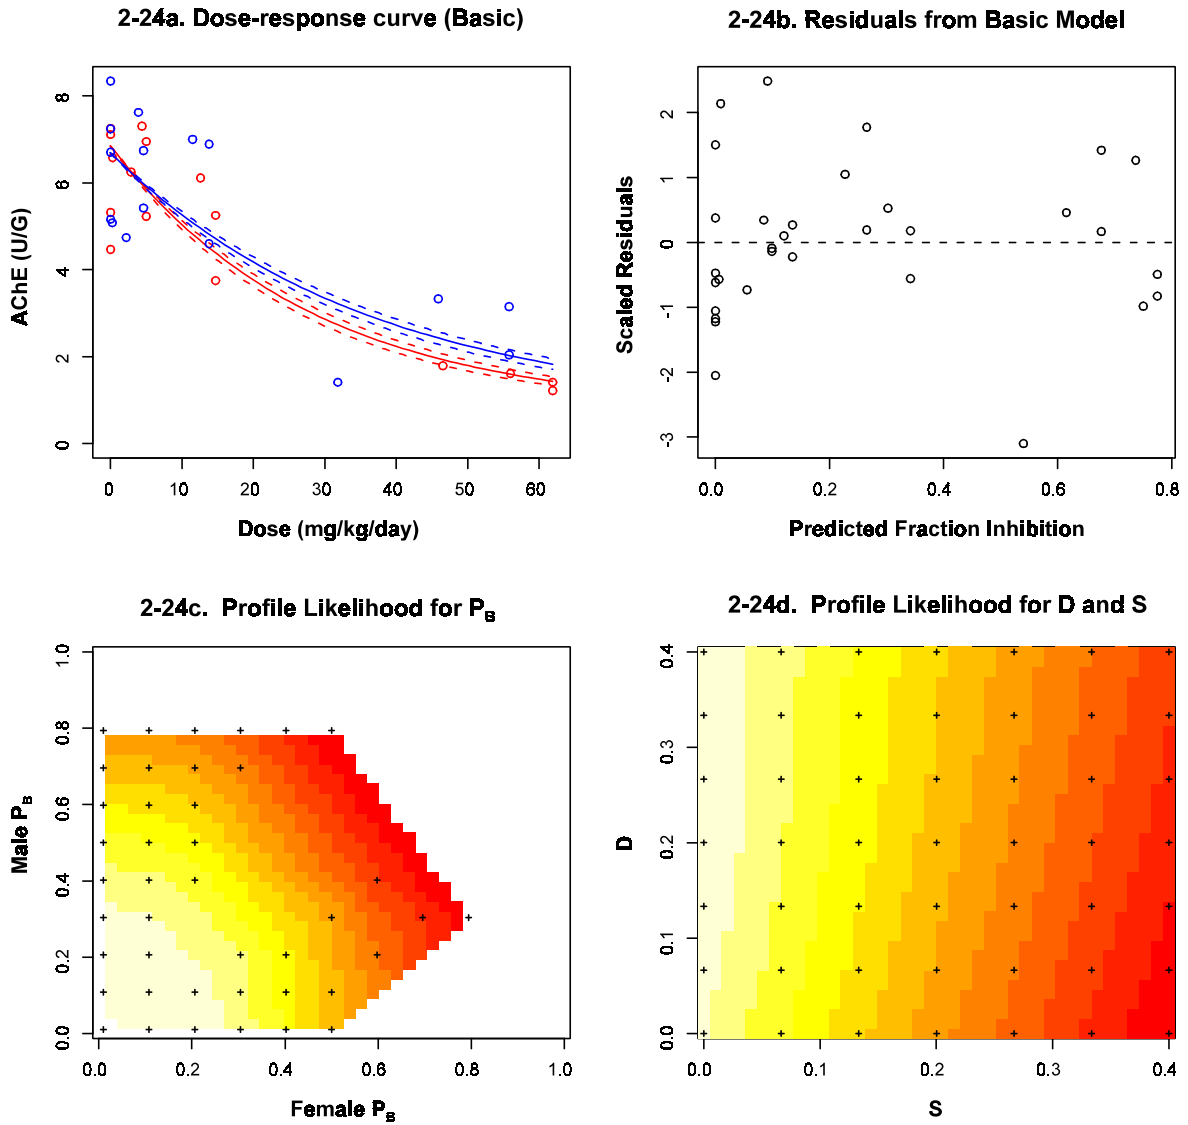 2-24a. Dose-response curve (Basic)
AChE (U/G)
8
6
4
2
0
0 10 20 30 40 50 60
Dose (mg/kg/day)
2-24b. Residuals from Basic Model
Scaled Residuals
2
1
0
-1
-2
-3
0.0 0.2 0.4 0.6 0.8
Predicted Fraction Inhibition
2-24c. Profile Likelihood for PB
Male PB
1.0
0.8
0.6
0.4
0.2
0.0
0.0 0.2 0.4 0.6 0.8 1.0
Female PB
2-24d. Profile Likelihood for D and S
D
0.4
0.3
0.2
0.1
0.0
0.0 0.1 0.2 0.3 0.4
S